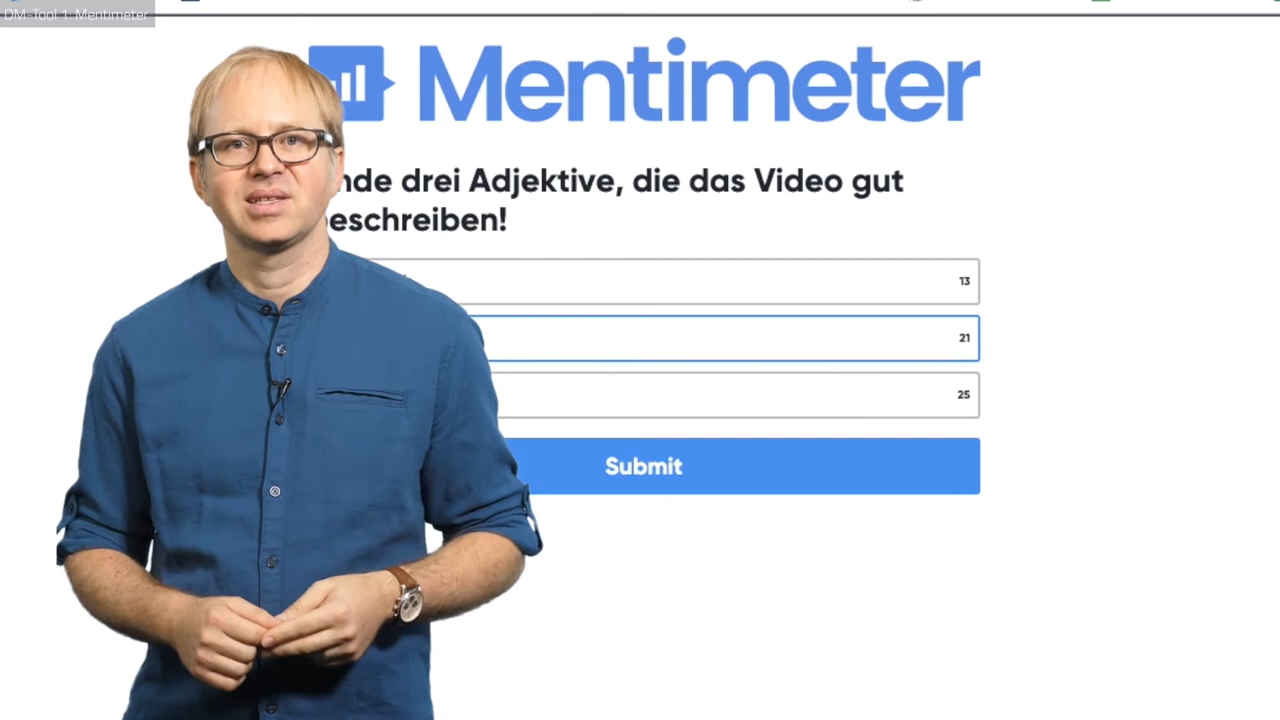 DM-Tool 1: Mentimeter
Mentimeter
nde drei Adjektive, die das Video gut
eschreiben!
13
21
25
Submit